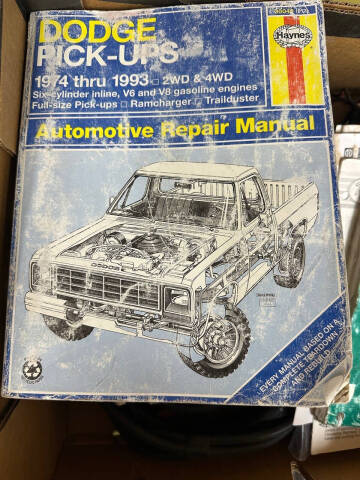 DODGE
PICK-UPS
Haynes
1974 thru 1993 □ 2WD & 4WD
Six-cylinder inline, V6 and V8 gasoline engines
Full-size Pick-ups □ Ramcharger □ Trailduster
Automotive Repair Manual
DODGE
EVERY MANUAL BASED ON A
COMPLETE TEARDOWN
AND REBUILD